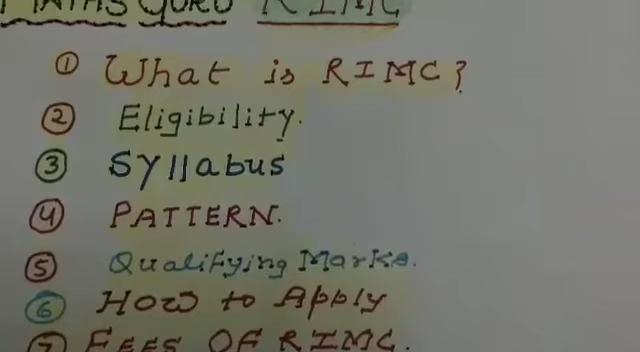 MATHS GURU RIMC
① What is RIMC?
② Eligibility.
③ Syllabus
④ PATTERN.
⑤ Qualifying Marks.
⑥ How to Apply
⑦ FEES OF RIMC.